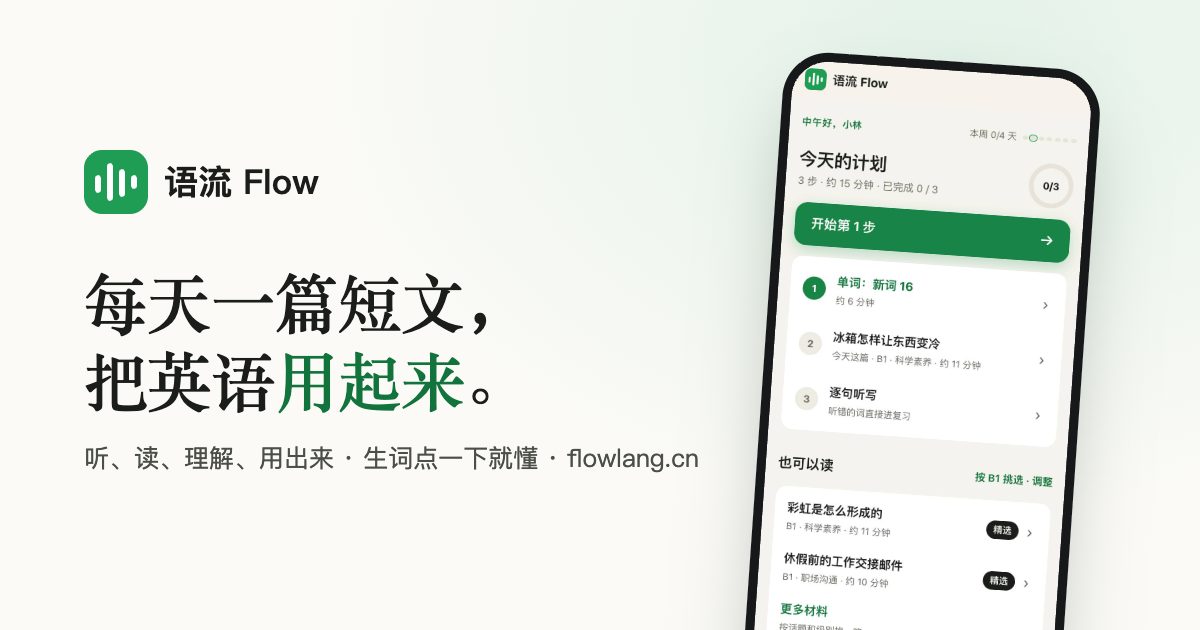 语流 Flow
每天一篇短文，
把英语用起来。
听、读、理解、用出来 · 生词点一下就懂 · flowlang.cn
语流 Flow
中午好，小林
本周 0/4 天
今天的计划
3 步 · 约 15 分钟 · 已完成 0 / 3
0/3
开始第 1 步
1
单词：新词 16
约 6 分钟
2
冰箱怎样让东西变冷
今天这篇 · B1 · 科学素养 · 约 11 分钟
3
逐句听写
听错的词直接进复习
也可以读
按 B1 挑选 · 调整
彩虹是怎么形成的
B1 · 科学素养 · 约 11 分钟
精选
休假前的工作交接邮件
B1 · 职场沟通 · 约 10 分钟
精选
更多材料